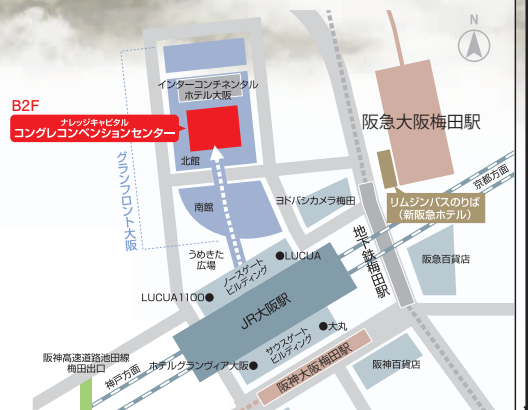 N
インターコンチネンタル
ホテル大阪
B2F
ナレッジキャピタル
コングレコンベンションセンター
阪急大阪梅田駅
北館
グランフロント大阪
京都方面
南館
ヨドバシカメラ梅田
リムジンバスのりば
(新阪急ホテル)
うめきた
広場
ノースゲート
ビルディング
●LUCUA
地下鉄梅田駅
阪急百貨店
LUCUA1100●
JR大阪駅
●大丸
サウスゲート
ビルディング
阪神高速道路池田線
梅田出口
神戸方面
ホテルグランヴィア大阪●
阪神大阪梅田駅
阪神百貨店